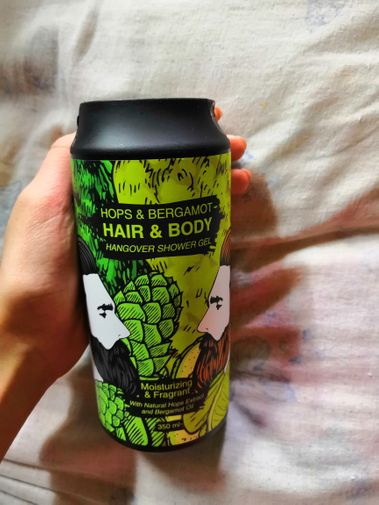 HOPS & BERGAMOT
HAIR & BODY
HANGOVER SHOWER GEL
Moisturizing
& Fragrant
With Natural Hops Extract
and Bergamot Oil
350 ml